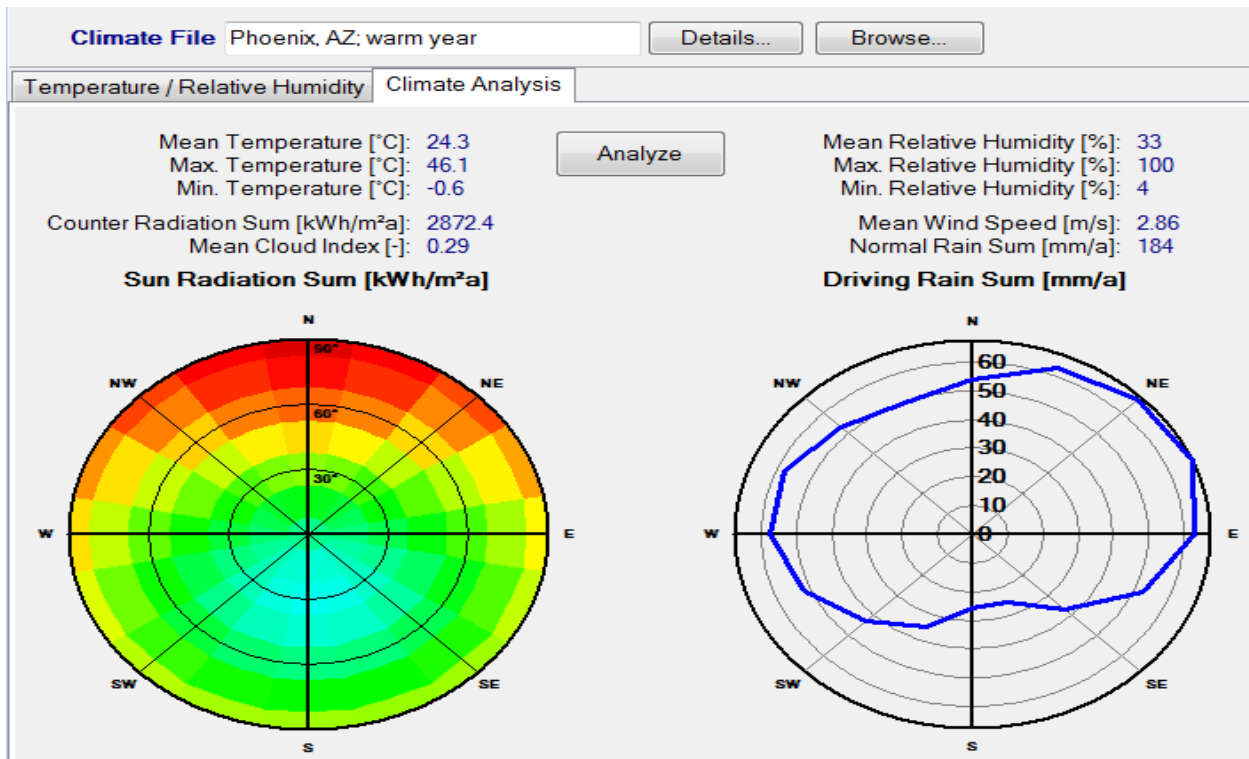 Climate File Phoenix, AZ; warm year Details... Browse...
Temperature / Relative Humidity Climate Analysis
Mean Temperature [°C]: 24.3
Max. Temperature [°C]: 46.1
Min. Temperature [°C]: -0.6
Counter Radiation Sum [kWh/m²a]: 2872.4
Mean Cloud Index [-]: 0.29
Analyze
Mean Relative Humidity [%]: 33
Max. Relative Humidity [%]: 100
Min. Relative Humidity [%]: 4
Mean Wind Speed [m/s]: 2.86
Normal Rain Sum [mm/a]: 184
Sun Radiation Sum [kWh/m²a]
N
90°
NW NE
60°
30°
W E
SW SE
S
Driving Rain Sum [mm/a]
N
60
NW NE
50
40
30
20
10
W 0 E
SW SE
S